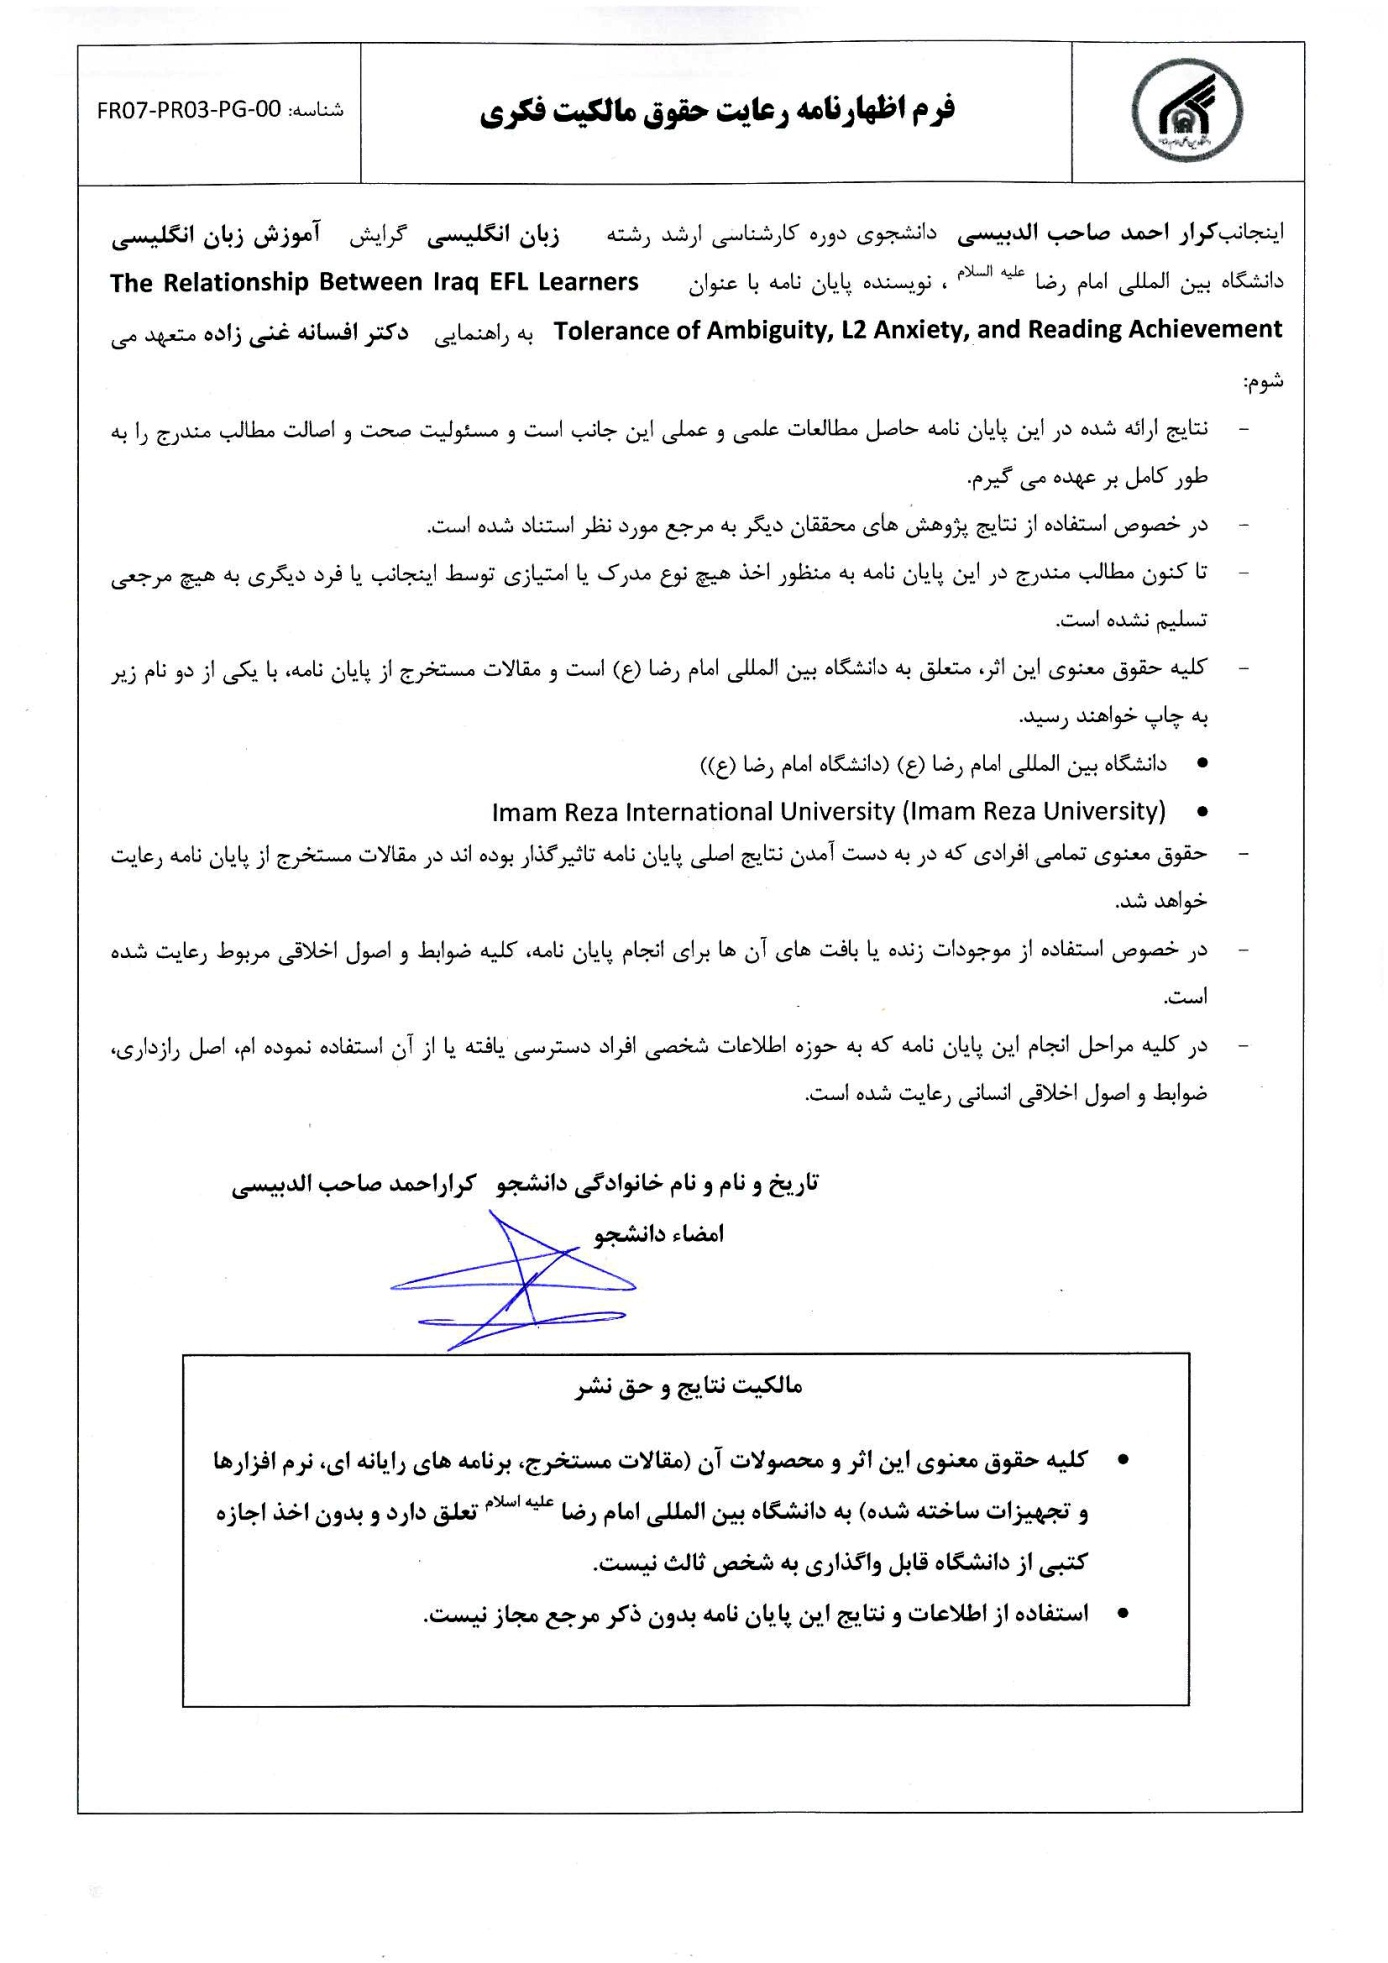 فرم اظهارنامه رعایت حقوق مالکیت فکری
شناسه: FR07-PR03-PG-00
اینجانب‌کرار احمد صاحب الدبیسی دانشجوی دوره کارشناسی ارشد رشته زبان انگلیسی گرایش آموزش زبان انگلیسی
دانشگاه بین المللی امام رضا علیه السلام ، نویسنده پایان نامه با عنوان The Relationship Between Iraq EFL Learners
Tolerance of Ambiguity, L2 Anxiety, and Reading Achievement به راهنمایی دکتر افسانه غنی زاده متعهد می
شوم:
- نتایج ارائه شده در این پایان نامه حاصل مطالعات علمی و عملی این جانب است و مسئولیت صحت و اصالت مطالب مندرج را به
طور کامل بر عهده می گیرم.
- در خصوص استفاده از نتایج پژوهش های محققان دیگر به مرجع مورد نظر استناد شده است.
- تا کنون مطالب مندرج در این پایان نامه به منظور اخذ هیچ نوع مدرک یا امتیازی توسط اینجانب یا فرد دیگری به هیچ مرجعی
تسلیم نشده است.
- کلیه حقوق معنوی این اثر، متعلق به دانشگاه بین المللی امام رضا (ع) است و مقالات مستخرج از پایان نامه، با یکی از دو نام زیر
به چاپ خواهند رسید.
• دانشگاه بین المللی امام رضا (ع) (دانشگاه امام رضا (ع))
• Imam Reza International University (Imam Reza University)
- حقوق معنوی تمامی افرادی که در به دست آمدن نتایج اصلی پایان نامه تاثیرگذار بوده اند در مقالات مستخرج از پایان نامه رعایت
خواهد شد.
- در خصوص استفاده از موجودات زنده یا بافت های آن ها برای انجام پایان نامه، کلیه ضوابط و اصول اخلاقی مربوط رعایت شده
است.
- در کلیه مراحل انجام این پایان نامه که به حوزه اطلاعات شخصی افراد دسترسی یافته یا از آن استفاده نموده ام، اصل رازداری،
ضوابط و اصول اخلاقی انسانی رعایت شده است.
تاریخ و نام و نام خانوادگی دانشجو کراراحمد صاحب الدبیسی
امضاء دانشجو
مالکیت نتایج و حق نشر
• کلیه حقوق معنوی این اثر و محصولات آن (مقالات مستخرج، برنامه های رایانه ای، نرم افزارها
و تجهیزات ساخته شده) به دانشگاه بین المللی امام رضا علیه اسلام تعلق دارد و بدون اخذ اجازه
کتبی از دانشگاه قابل واگذاری به شخص ثالث نیست.
• استفاده از اطلاعات و نتایج این پایان نامه بدون ذکر مرجع مجاز نیست.